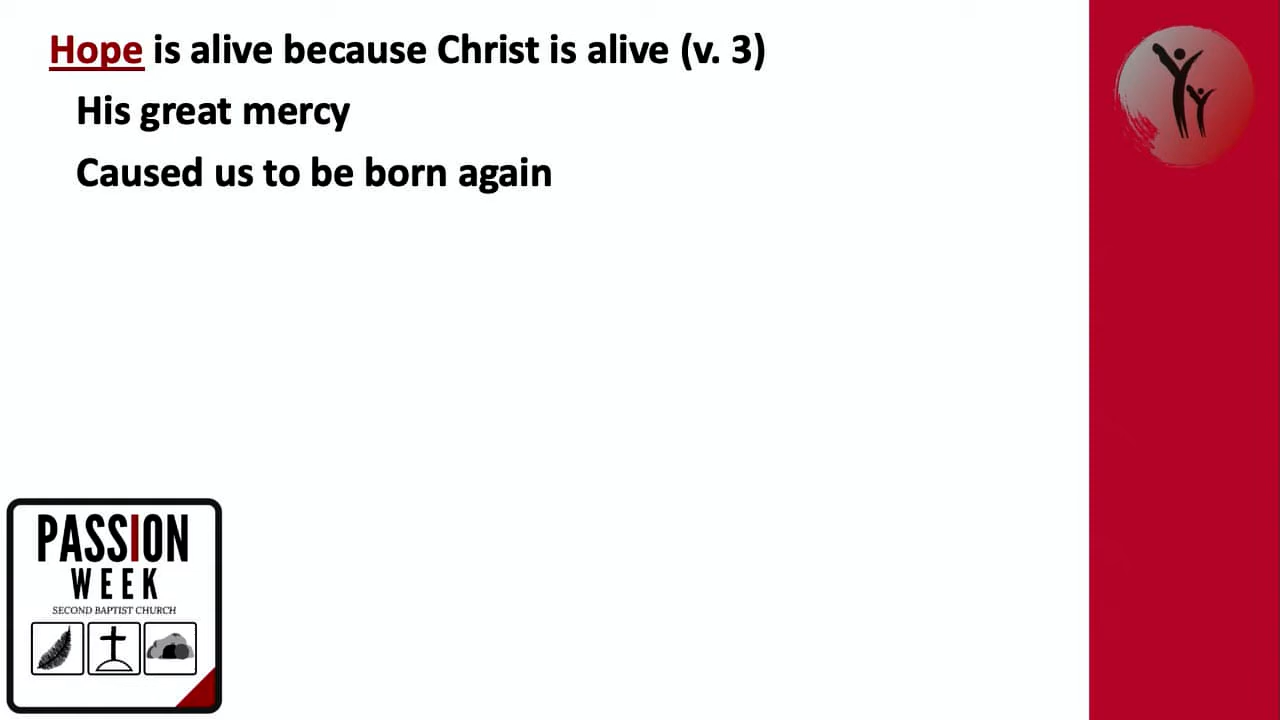 Hope is alive because Christ is alive (v. 3)
His great mercy
Caused us to be born again
PASSION
WEEK
SECOND BAPTIST CHURCH